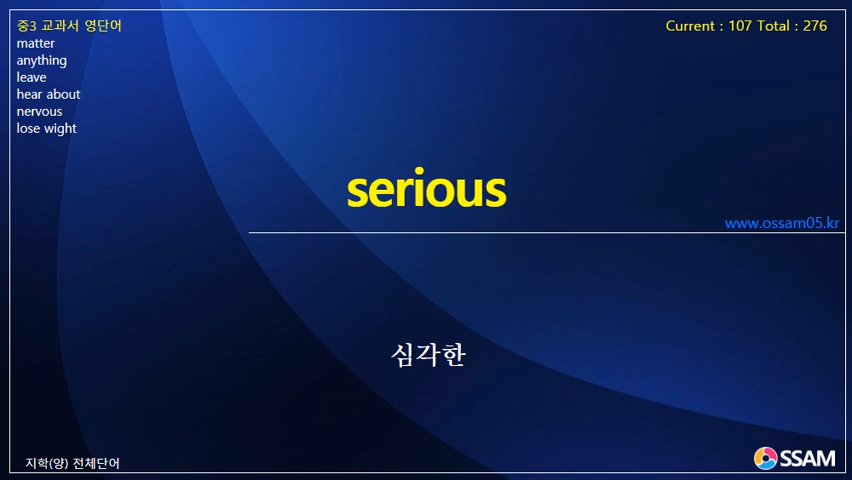 중3 교과서 영단어
Current : 107 Total : 276
matter
anything
leave
hear about
nervous
lose wight
serious
www.ossam05.kr
심각한
지학(양) 전체단어
OSSAM